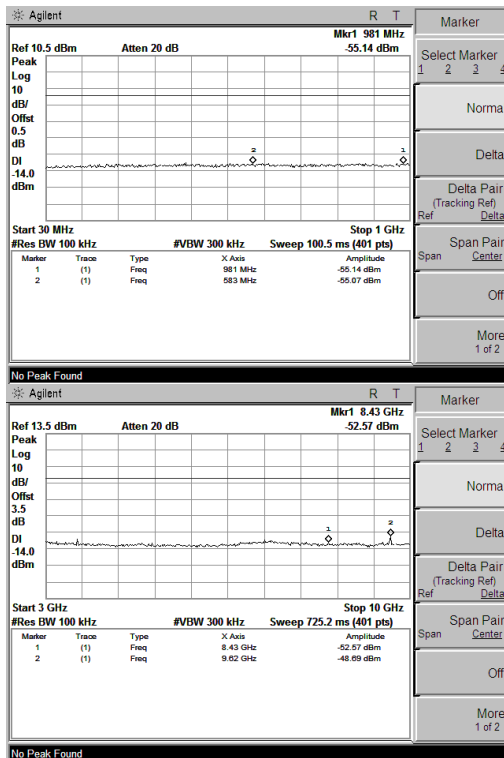 Agilent R T
Mkr1 981 MHz
Ref 10.5 dBm Atten 20 dB -55.14 dBm
Peak
Log
10
dB/
Offst
0.5
dB
DI
-14.0
dBm
2
1
Start 30 MHz Stop 1 GHz
#Res BW 100 kHz #VBW 300 kHz Sweep 100.5 ms (401 pts)
Marker Trace Type X Axis Amplitude
1 (1) Freq 981 MHz -55.14 dBm
2 (1) Freq 583 MHz -55.07 dBm
No Peak Found
Marker
Select Marker
1 2 3 4
Norma
Delta
Delta Pair
(Tracking Ref)
Ref Delta
Span Pair
Span Center
Off
More
1 of 2
Agilent R T
Mkr1 8.43 GHz
Ref 13.5 dBm Atten 20 dB -52.57 dBm
Peak
Log
10
dB/
Offst
3.5
dB
DI
-14.0
dBm
1
2
Start 3 GHz Stop 10 GHz
#Res BW 100 kHz #VBW 300 kHz Sweep 725.2 ms (401 pts)
Marker Trace Type X Axis Amplitude
1 (1) Freq 8.43 GHz -52.57 dBm
2 (1) Freq 9.62 GHz -48.69 dBm
No Peak Found
Marker
Select Marker
1 2 3 4
Norma
Delta
Delta Pair
(Tracking Ref)
Ref Delta
Span Pair
Span Center
Off
More
1 of 2